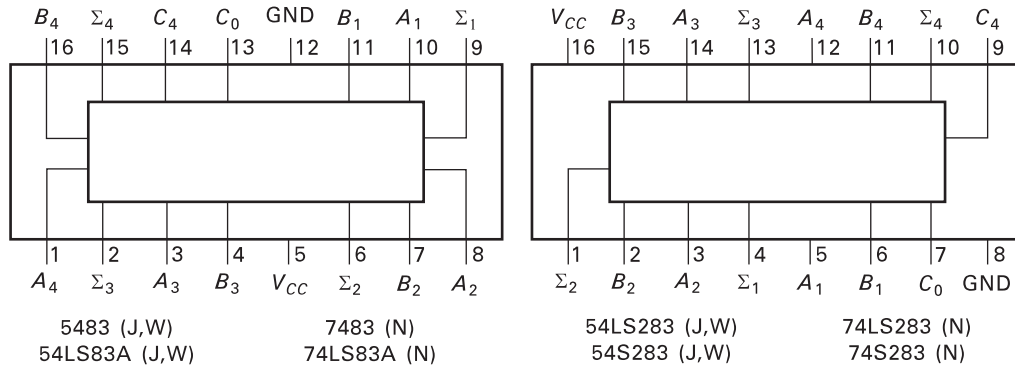 B4 Σ4 C4 C0 GND B1 A1 Σ1
16 15 14 13 12 11 10 9
1 2 3 4 5 6 7 8
A4 Σ3 A3 B3 VCC Σ2 B2 A2
5483 (J,W) 7483 (N)
54LS83A (J,W) 74LS83A (N)
VCC B3 A3 Σ3 A4 B4 Σ4 C4
16 15 14 13 12 11 10 9
1 2 3 4 5 6 7 8
Σ2 B2 A2 Σ1 A1 B1 C0 GND
54LS283 (J,W) 74LS283 (N)
54S283 (J,W) 74S283 (N)